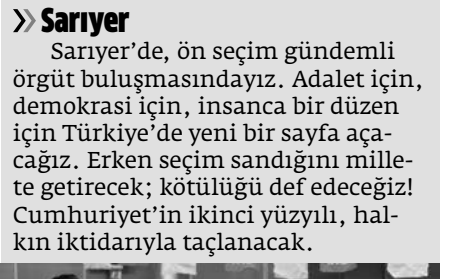 » Sarıyer
Sarıyer’de, ön seçim gündemli
örgüt buluşmasındayız. Adalet için,
demokrasi için, insanca bir düzen
için Türkiye’de yeni bir sayfa aça-
cağız. Erken seçim sandığını mille-
te getirecek; kötülüğü def edeceğiz!
Cumhuriyet’in ikinci yüzyılı, hal-
kın iktidarıyla taçlanacak.